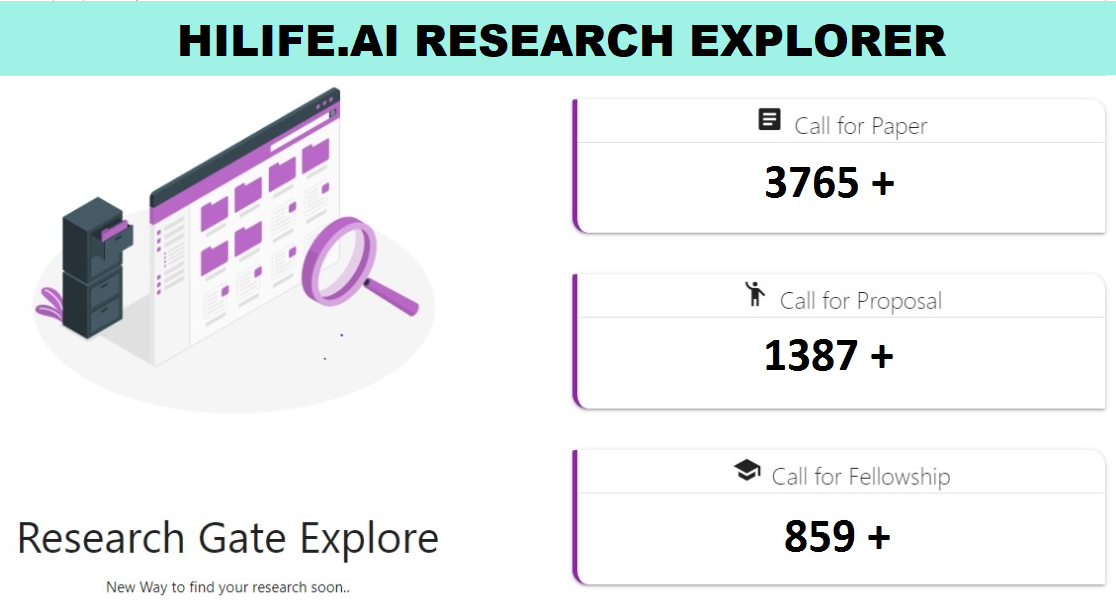 HILIFE.AI RESEARCH EXPLORER
Call for Paper
3765 +
Call for Proposal
1387 +
Call for Fellowship
859 +
Research Gate Explore
New Way to find your research soon..